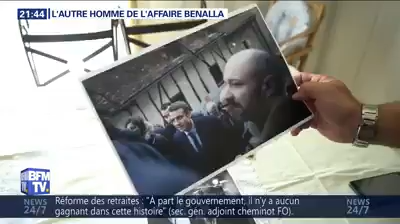 21:44 L'AUTRE HOMME DE L'AFFAIRE BENALLA
BFM
TV.
NEWS
24/7
Réforme des retraites : "À part le gouvernement, il n'y a aucun
gagnant dans cette histoire" (sec. gén. adjoint cheminot FO).
NEWS
24/7